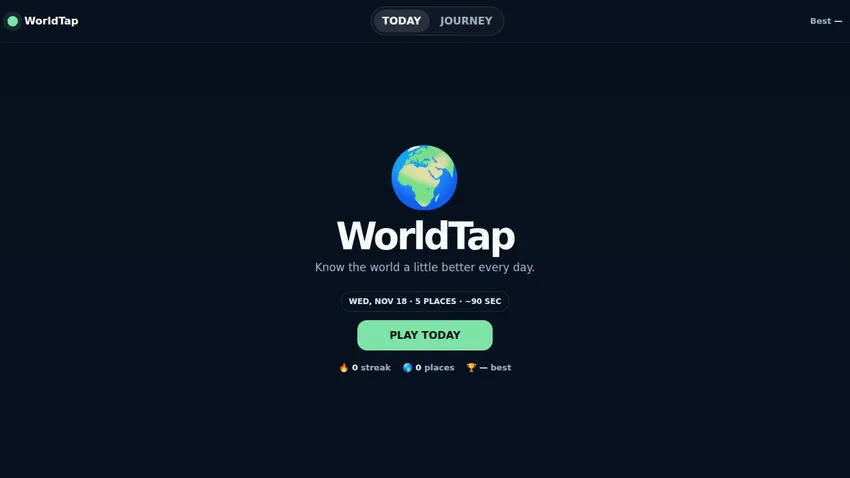 WorldTap
TODAY JOURNEY
Best —
WorldTap
Know the world a little better every day.
WED, NOV 18 · 5 PLACES · ~90 SEC
PLAY TODAY
🔥 0 streak 🌎 0 places 🏆 — best